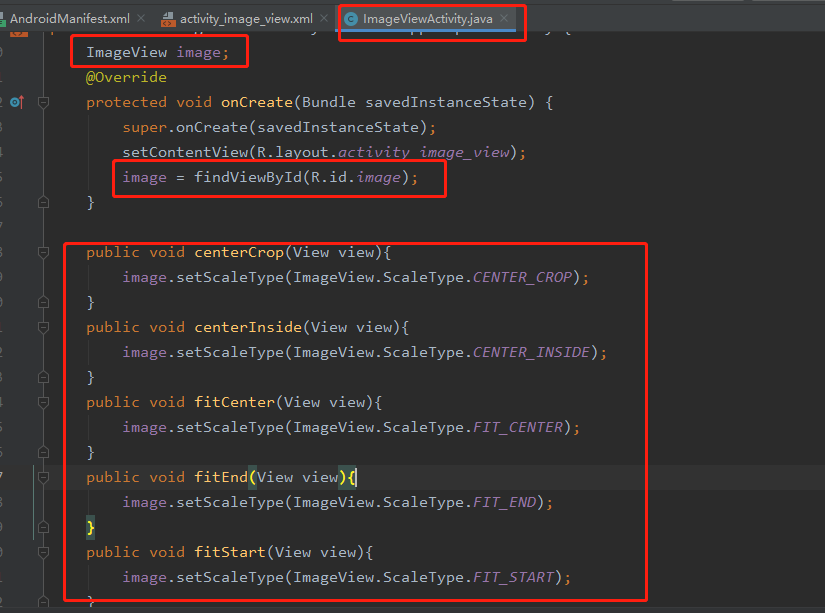 AndroidManifest.xml
activity_image_view.xml
ImageViewActivity.java
ImageView image;
@Override
protected void onCreate(Bundle savedInstanceState) {
super.onCreate(savedInstanceState);
setContentView(R.layout.activity_image_view);
image = findViewById(R.id.image);
}
public void centerCrop(View view){
image.setScaleType(ImageView.ScaleType.CENTER_CROP);
}
public void centerInside(View view){
image.setScaleType(ImageView.ScaleType.CENTER_INSIDE);
}
public void fitCenter(View view){
image.setScaleType(ImageView.ScaleType.FIT_CENTER);
}
public void fitEnd(View view){
image.setScaleType(ImageView.ScaleType.FIT_END);
}
public void fitStart(View view){
image.setScaleType(ImageView.ScaleType.FIT_START);
}